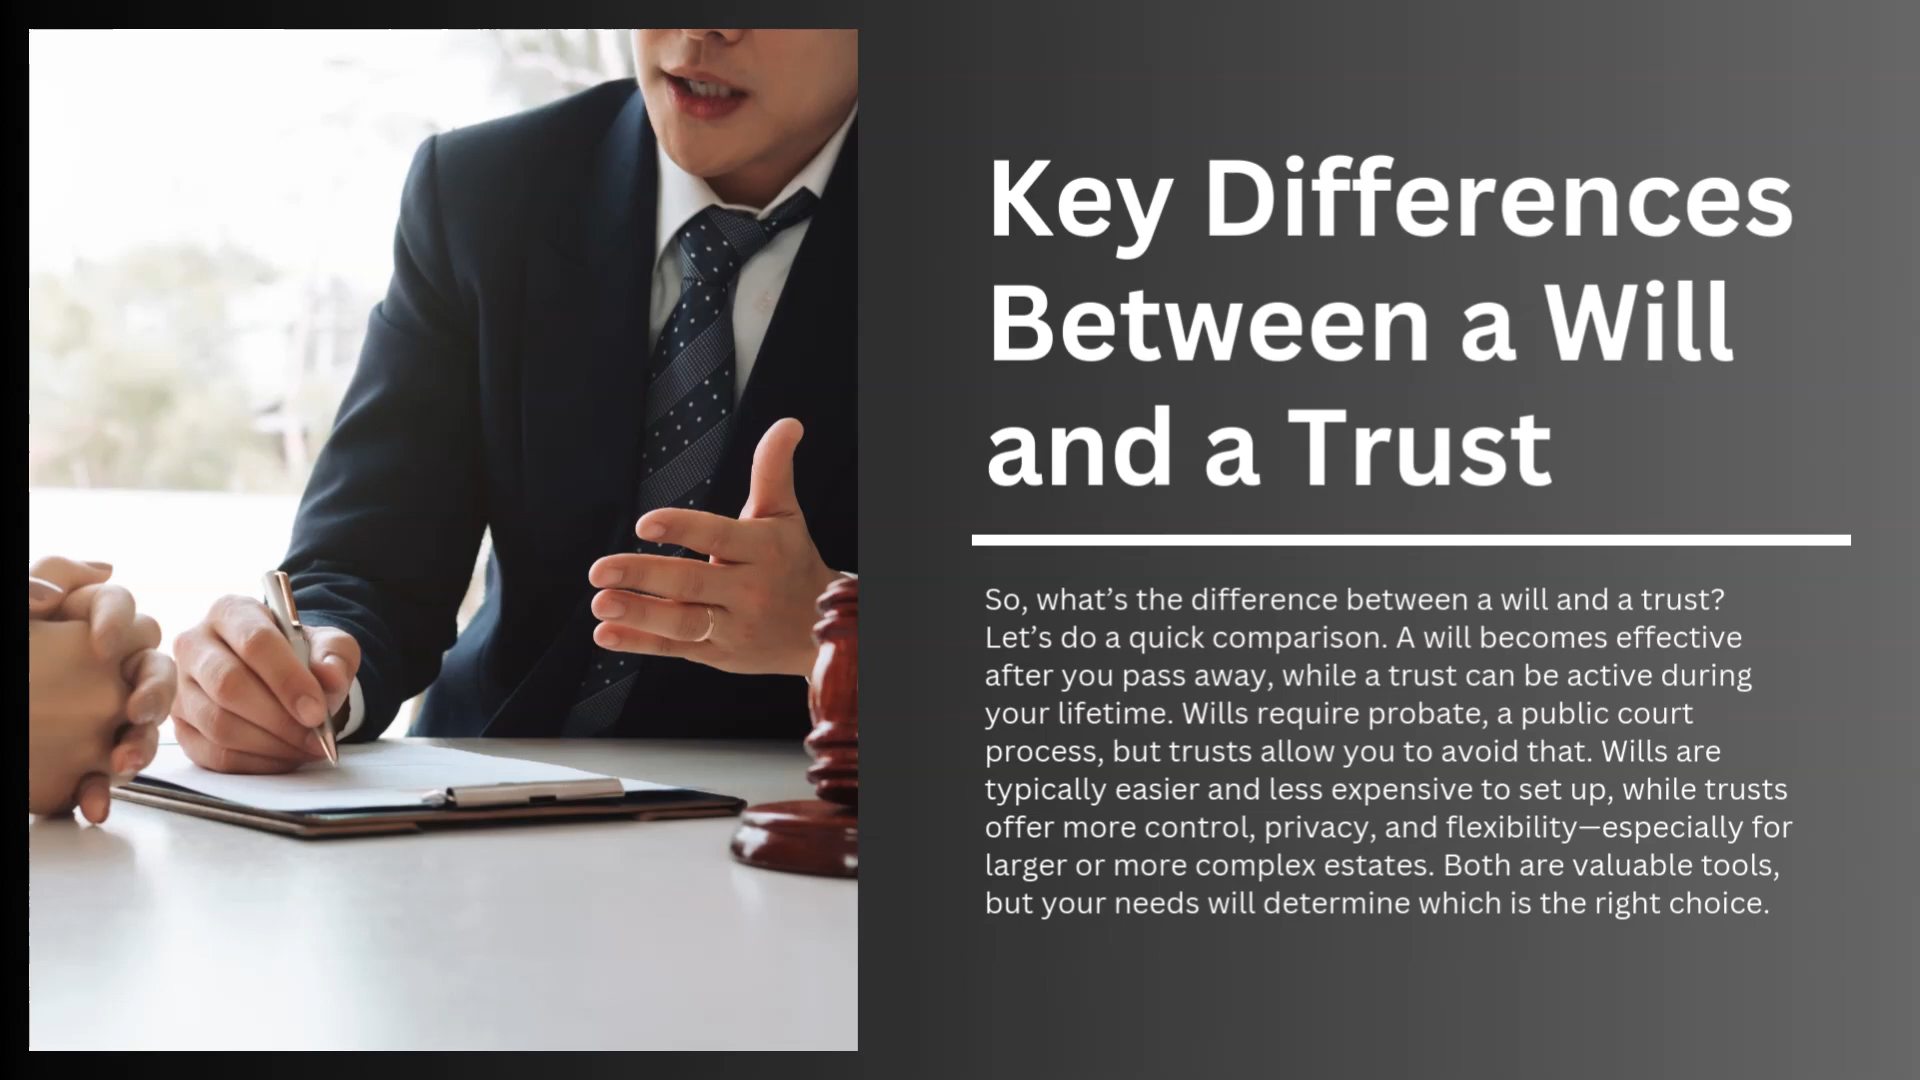 Key Differences
Between a Will
and a Trust
So, what’s the difference between a will and a trust?
Let’s do a quick comparison. A will becomes effective
after you pass away, while a trust can be active during
your lifetime. Wills require probate, a public court
process, but trusts allow you to avoid that. Wills are
typically easier and less expensive to set up, while trusts
offer more control, privacy, and flexibility—especially for
larger or more complex estates. Both are valuable tools,
but your needs will determine which is the right choice.